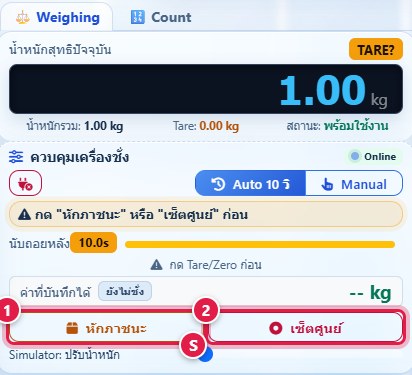 Weighing
Count
น้ำหนักสุทธิปัจจุบัน
TARE?
1.00 kg
น้ำหนักรวม: 1.00 kg
Tare: 0.00 kg
สถานะ: พร้อมใช้งาน
ควบคุมเครื่องชั่ง
Online
Auto 10 วิ
Manual
กด "หักภาชนะ" หรือ "เซ็ตศูนย์" ก่อน
นับถอยหลัง 10.0s
กด Tare/Zero ก่อน
ค่าที่บันทึกได้ ยังไม่ชั่ง
-- kg
1
หักภาชนะ
2
เซ็ตศูนย์
S
Simulator: ปรับน้ำหนัก